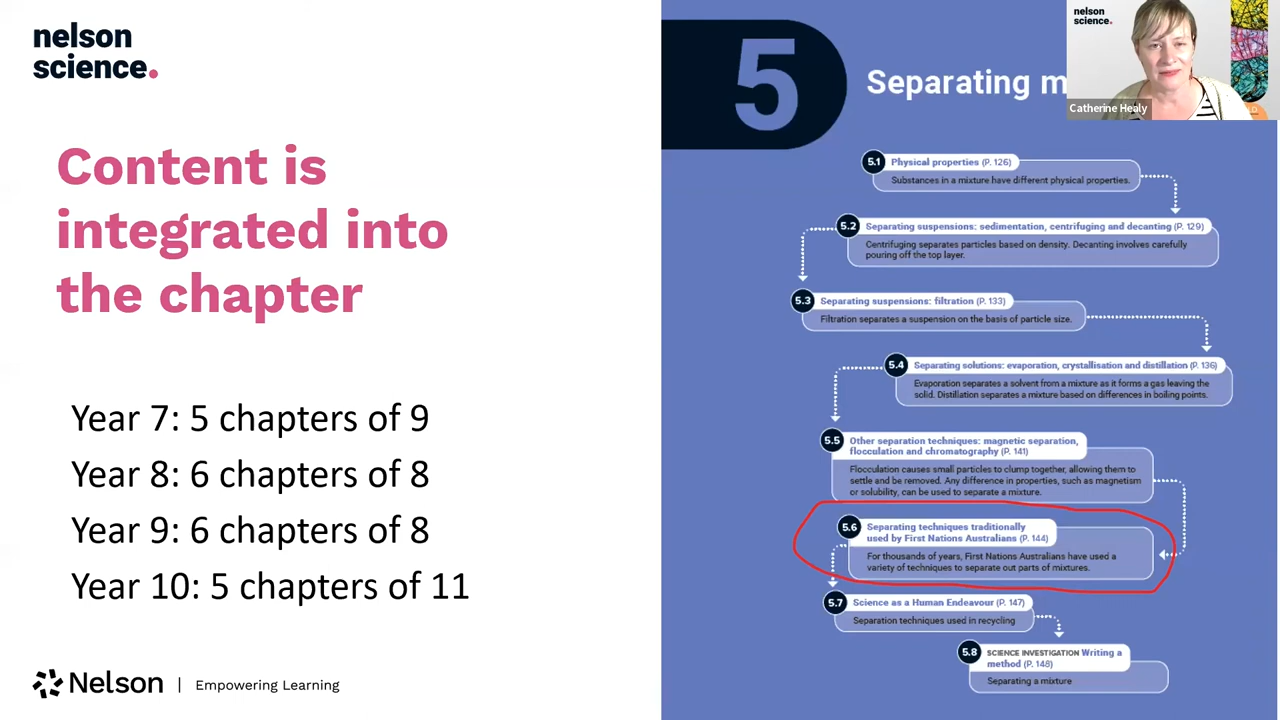 nelson
science.
Content is
integrated into
the chapter
Year 7: 5 chapters of 9
Year 8: 6 chapters of 8
Year 9: 6 chapters of 8
Year 10: 5 chapters of 11
Nelson | Empowering Learning
5
Separating m
nelson
science.
Catherine Healy
5.1 Physical properties (P. 126)
Substances in a mixture have different physical properties.
5.2 Separating suspensions: sedimentation, centrifuging and decanting (P. 129)
Centrifuging separates particles based on density. Decanting involves carefully
pouring off the top layer.
5.3 Separating suspensions: filtration (P. 133)
Filtration separates a suspension on the basis of particle size.
5.4 Separating solutions: evaporation, crystallisation and distillation (P. 136)
Evaporation separates a solvent from a mixture as it forms a gas leaving the
solid. Distillation separates a mixture based on differences in boiling points.
5.5 Other separation techniques: magnetic separation,
flocculation and chromatography (P. 141)
Flocculation causes small particles to clump together, allowing them to
settle and be removed. Any difference in properties, such as magnetism
or solubility, can be used to separate a mixture.
5.6 Separating techniques traditionally
used by First Nations Australians (P. 144)
For thousands of years, First Nations Australians have used a
variety of techniques to separate out parts of mixtures.
5.7 Science as a Human Endeavour (P. 147)
Separation techniques used in recycling
5.8 SCIENCE INVESTIGATION Writing a
method (P. 148)
Separating a mixture